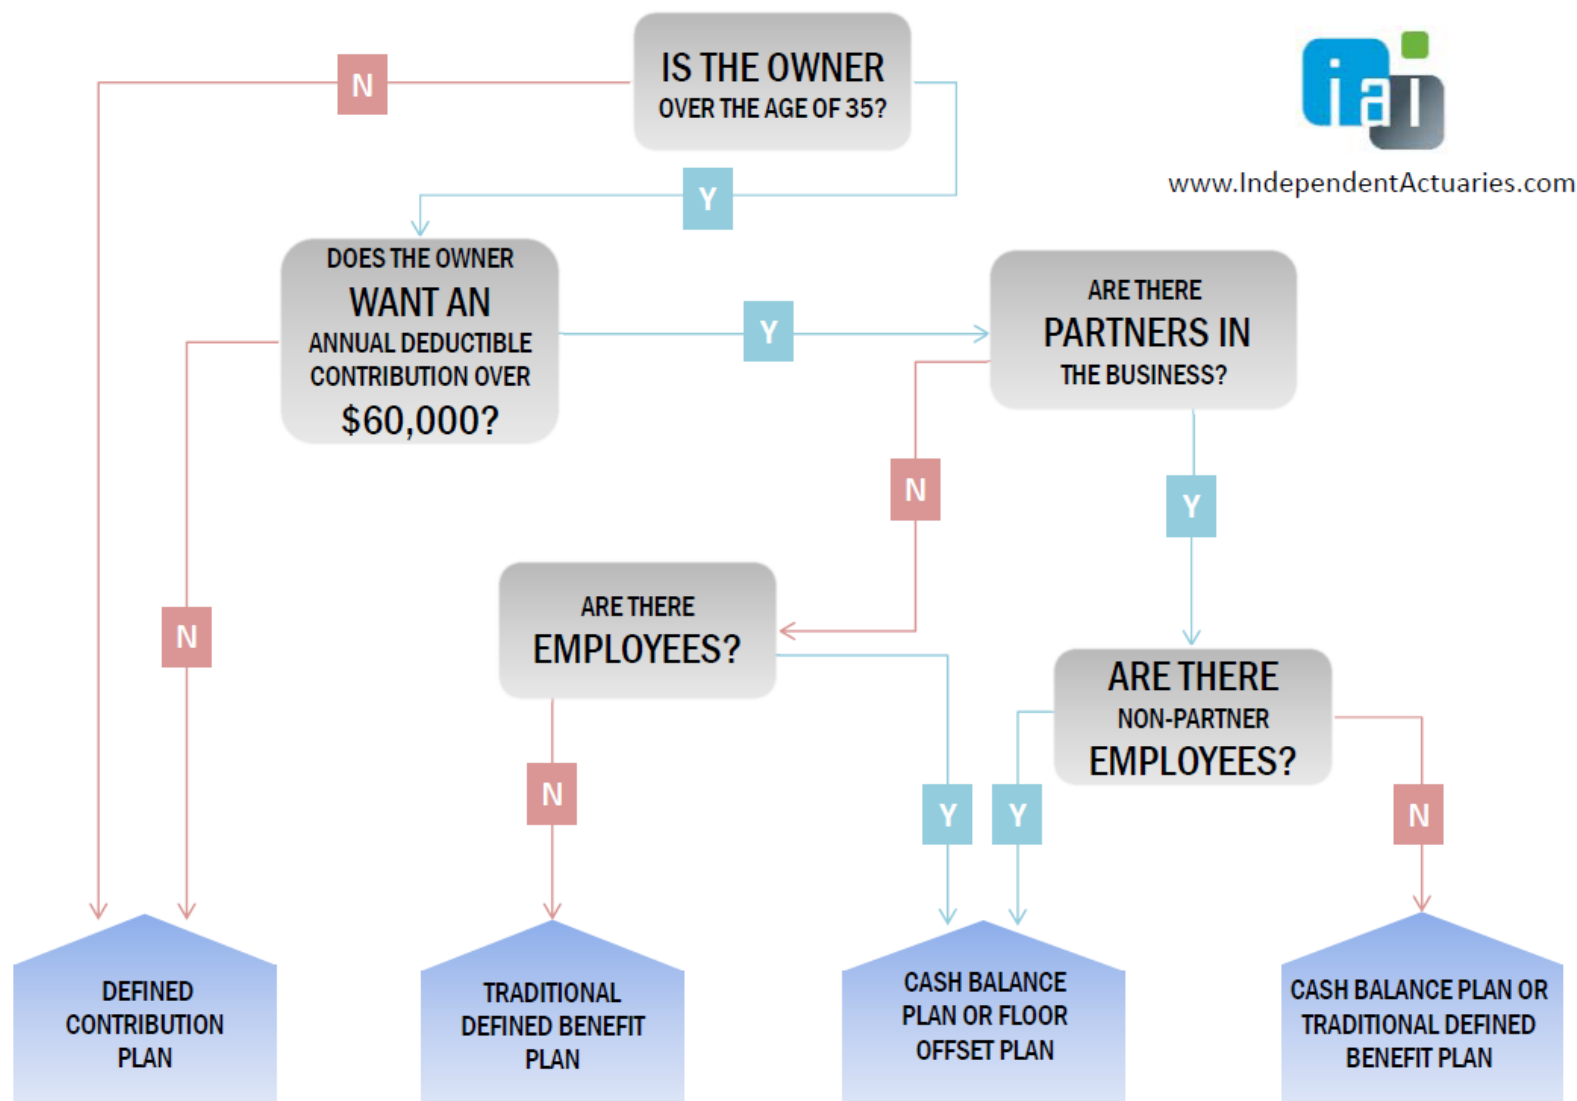 IS THE OWNER
OVER THE AGE OF 35?
N
iai
www.IndependentActuaries.com
Y
DOES THE OWNER
WANT AN
ANNUAL DEDUCTIBLE
CONTRIBUTION OVER
$60,000?
Y
ARE THERE
PARTNERS IN
THE BUSINESS?
N
Y
N
ARE THERE
EMPLOYEES?
ARE THERE
NON-PARTNER
EMPLOYEES?
N
Y
Y
N
DEFINED
CONTRIBUTION
PLAN
TRADITIONAL
DEFINED BENEFIT
PLAN
CASH BALANCE
PLAN OR FLOOR
OFFSET PLAN
CASH BALANCE PLAN OR
TRADITIONAL DEFINED
BENEFIT PLAN